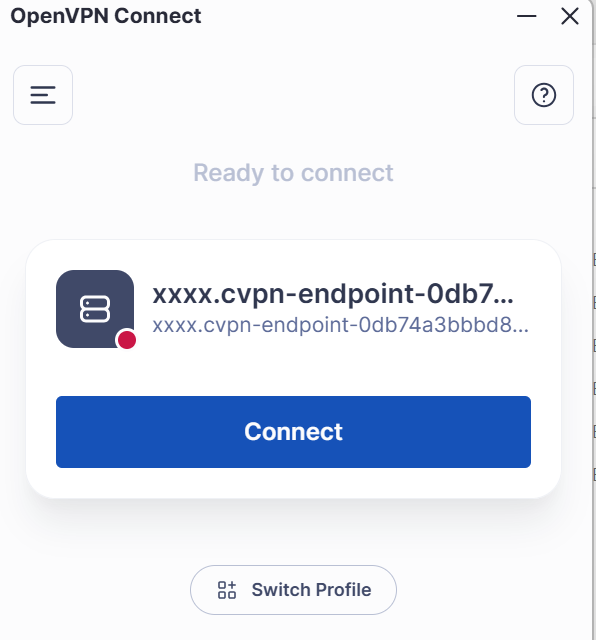 OpenVPN Connect
Ready to connect
xxxx.cvpn-endpoint-0db7...
xxxx.cvpn-endpoint-0db74a3bbbd8...
Connect
Switch Profile